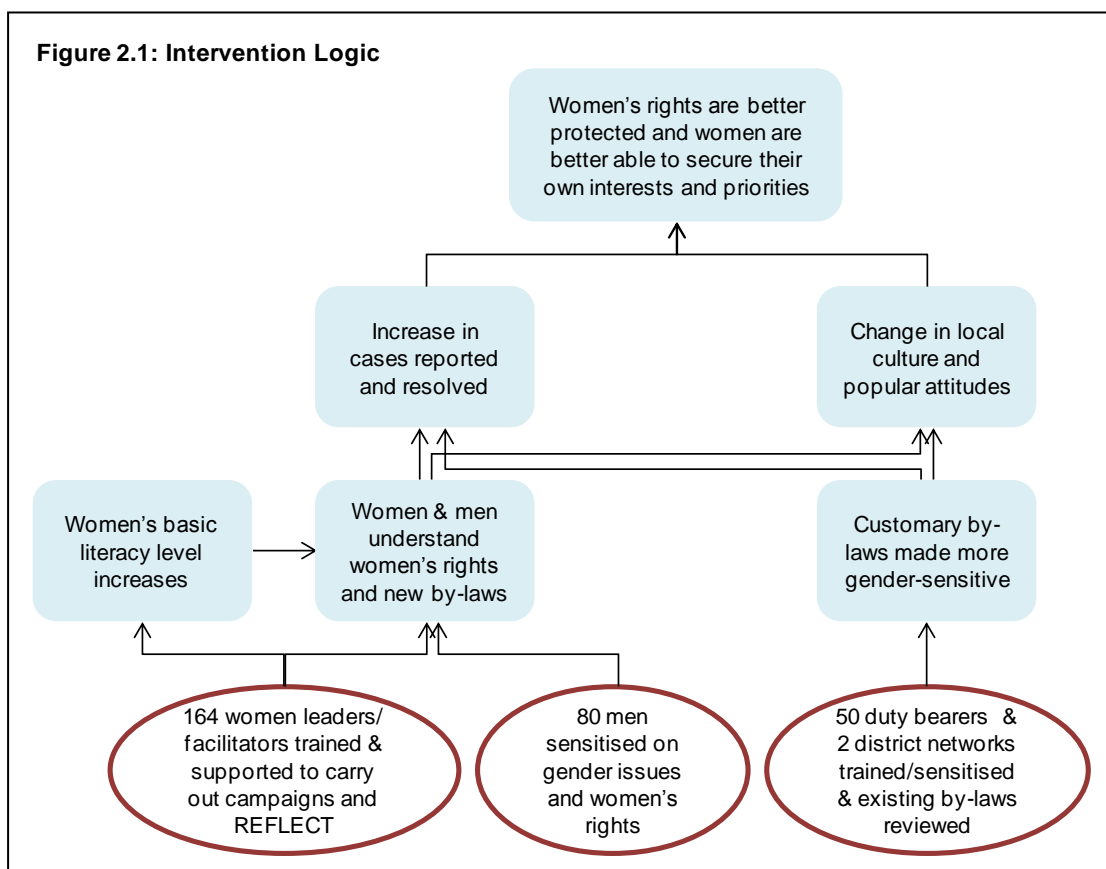 Figure 2.1: Intervention Logic
Women's rights are better
protected and women are
better able to secure their
own interests and priorities
Increase in
cases reported
and resolved
Change in local
culture and
popular attitudes
Women's basic
literacy level
increases
Women & men
understand
women's rights
and new by-laws
Customary by-
laws made more
gender-sensitive
164 women leaders/
facilitators trained &
supported to carry
out campaigns and
REFLECT
80 men
sensitised on
gender issues
and women's
rights
50 duty bearers &
2 district networks
trained/sensitised
& existing by-laws
reviewed